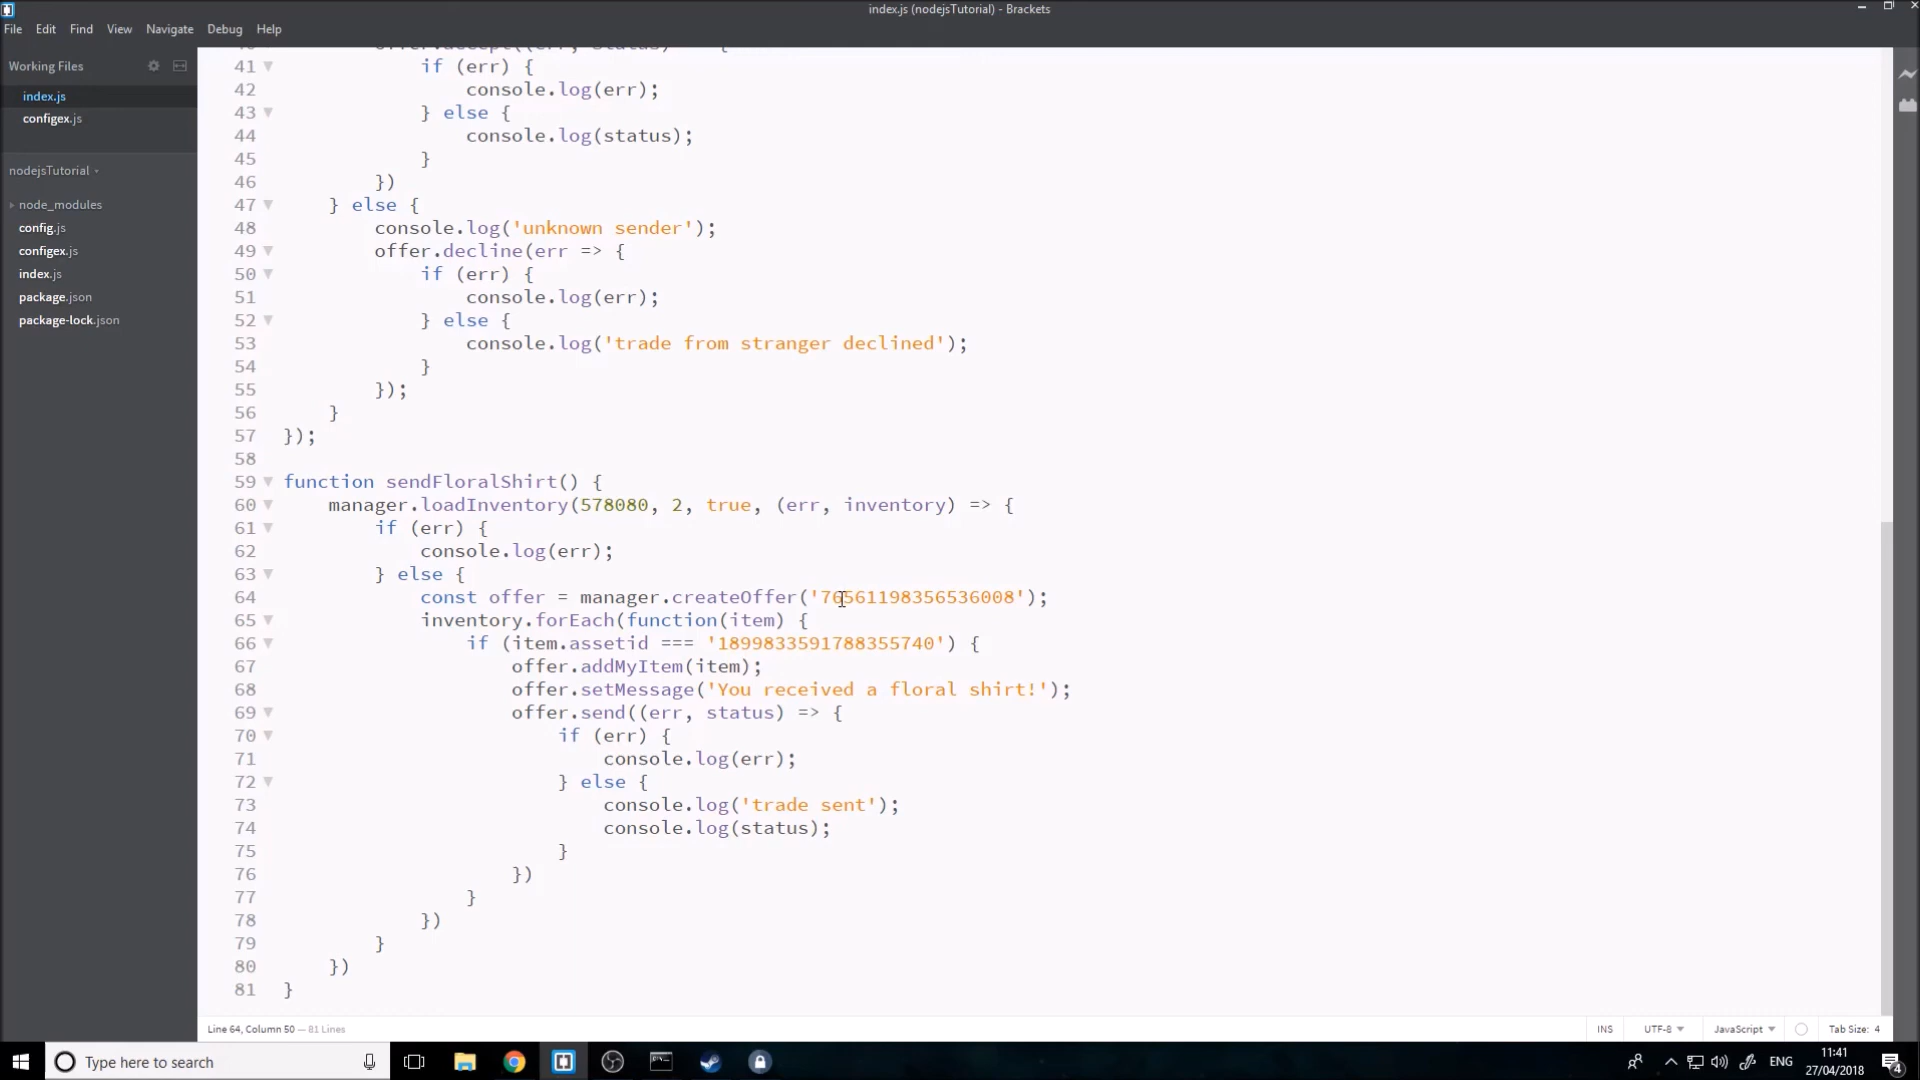 index.js (nodejsTutorial) - Brackets
File Edit Find View Navigate Debug Help
Working Files
index.js
configex.js
nodejsTutorial
node_modules
config.js
configex.js
index.js
package.json
package-lock.json
41 if (err) {
42 console.log(err);
43 } else {
44 console.log(status);
45 }
46 })
47 } else {
48 console.log('unknown sender');
49 offer.decline(err => {
50 if (err) {
51 console.log(err);
52 } else {
53 console.log('trade from stranger declined');
54 }
55 });
56 }
57 });
58
59 function sendFloralShirt() {
60 manager.loadInventory(578080, 2, true, (err, inventory) => {
61 if (err) {
62 console.log(err);
63 } else {
64 const offer = manager.createOffer('76561198356536008');
65 inventory.forEach(function(item) {
66 if (item.assetid === '1899833591788355740') {
67 offer.addMyItem(item);
68 offer.setMessage('You received a floral shirt!');
69 offer.send((err, status) => {
70 if (err) {
71 console.log(err);
72 } else {
73 console.log('trade sent');
74 console.log(status);
75 }
76 })
77 }
78 })
79 }
80 })
81 }
Line 64, Column 50 — 81 Lines
INS UTF-8 JavaScript Tab Size: 4
Type here to search
ENG
11:41
27/04/2018
4